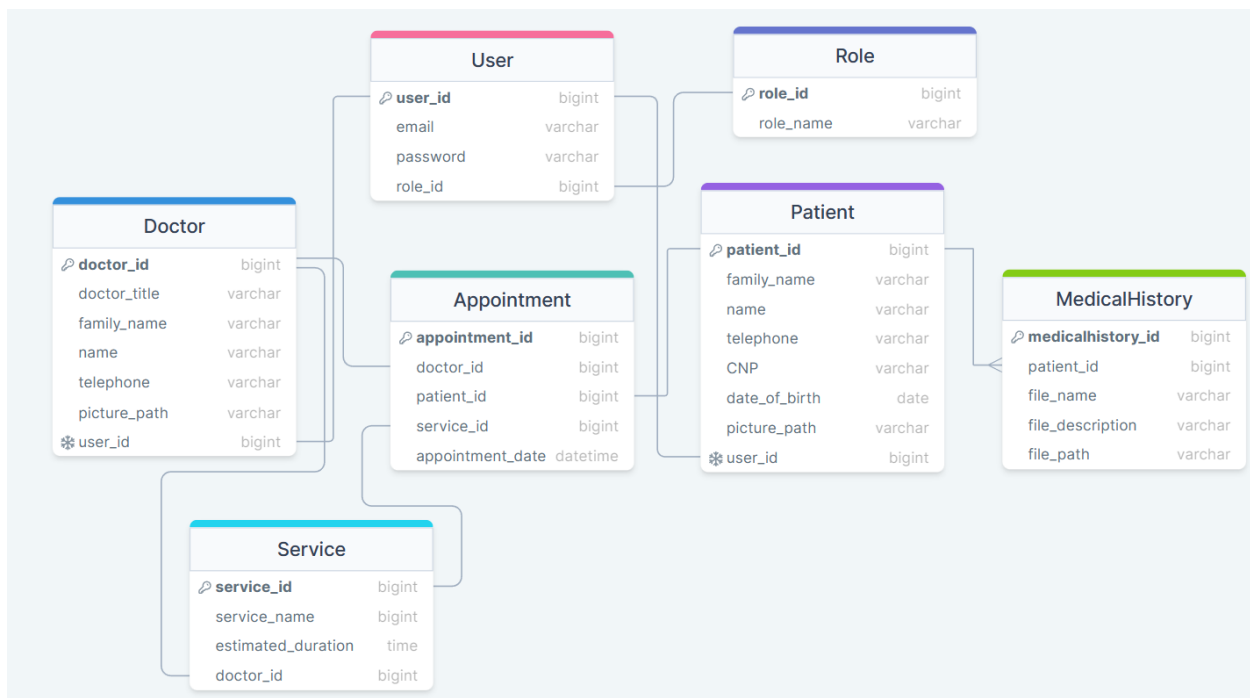 User
user_id bigint
email varchar
password varchar
role_id bigint
Role
role_id bigint
role_name varchar
Doctor
doctor_id bigint
doctor_title varchar
family_name varchar
name varchar
telephone varchar
picture_path varchar
user_id bigint
Appointment
appointment_id bigint
doctor_id bigint
patient_id bigint
service_id bigint
appointment_date datetime
Patient
patient_id bigint
family_name varchar
name varchar
telephone varchar
CNP varchar
date_of_birth date
picture_path varchar
user_id bigint
MedicalHistory
medicalhistory_id bigint
patient_id bigint
file_name varchar
file_description varchar
file_path varchar
Service
service_id bigint
service_name bigint
estimated_duration time
doctor_id bigint